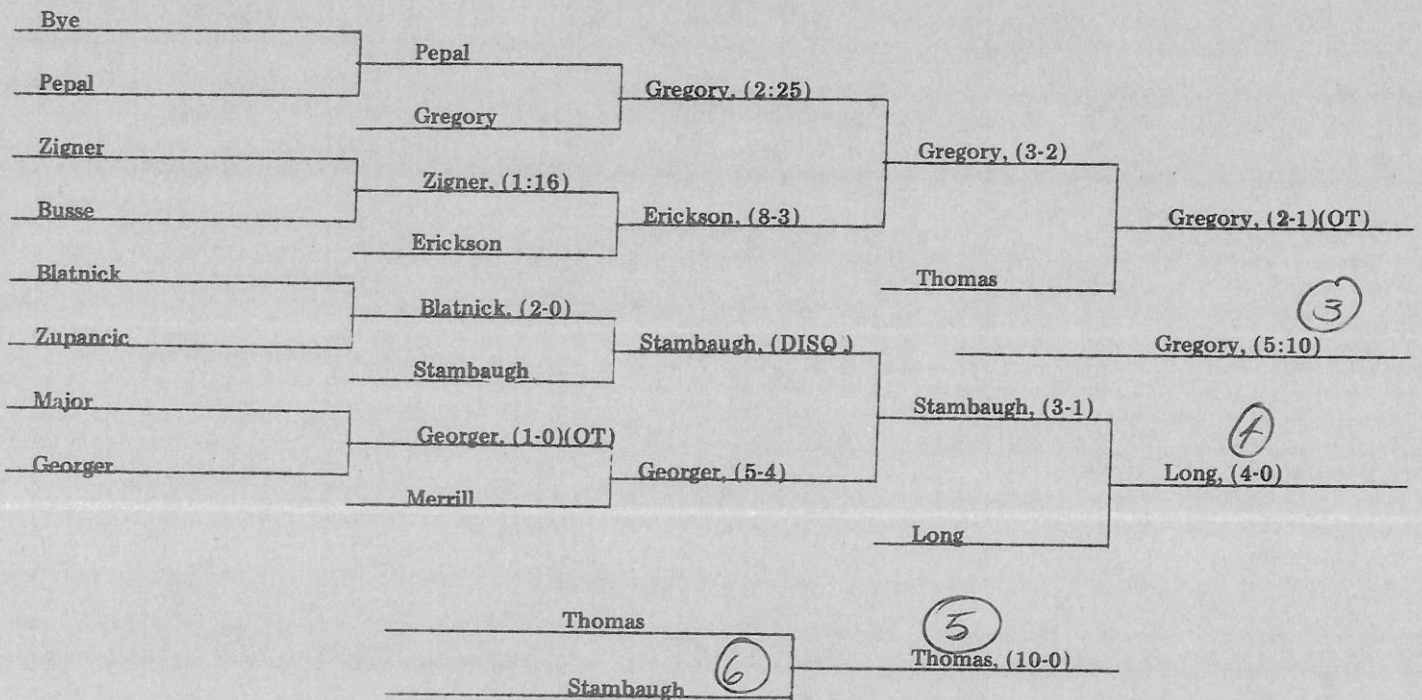 Bye
Pepal
Pepal
Gregory, (2:25)
Gregory
Zigner
Gregory, (3-2)
Zigner, (1:16)
Busse
Erickson, (8-3)
Gregory, (2-1)(OT)
Erickson
Blatnick
Thomas
Blatnick, (2-0)
3
Zupancic
Stambaugh, (DISQ.)
Gregory, (5:10)
Stambaugh
Major
Stambaugh, (3-1)
Georger, (1-0)(OT)
4
Georger
Georger, (5-4)
Long, (4-0)
Merrill
Long
Thomas
5
Thomas, (10-0)
6
Stambaugh